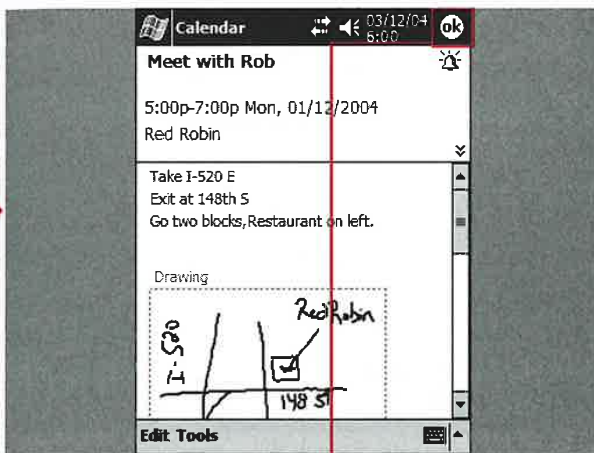 Calendar 03/12/04 6:00 ok
Meet with Rob
5:00p-7:00p Mon, 01/12/2004
Red Robin
Take I-520 E
Exit at 148th S
Go two blocks,Restaurant on left.
Drawing
Red Robin
I-520
148 St
Edit Tools